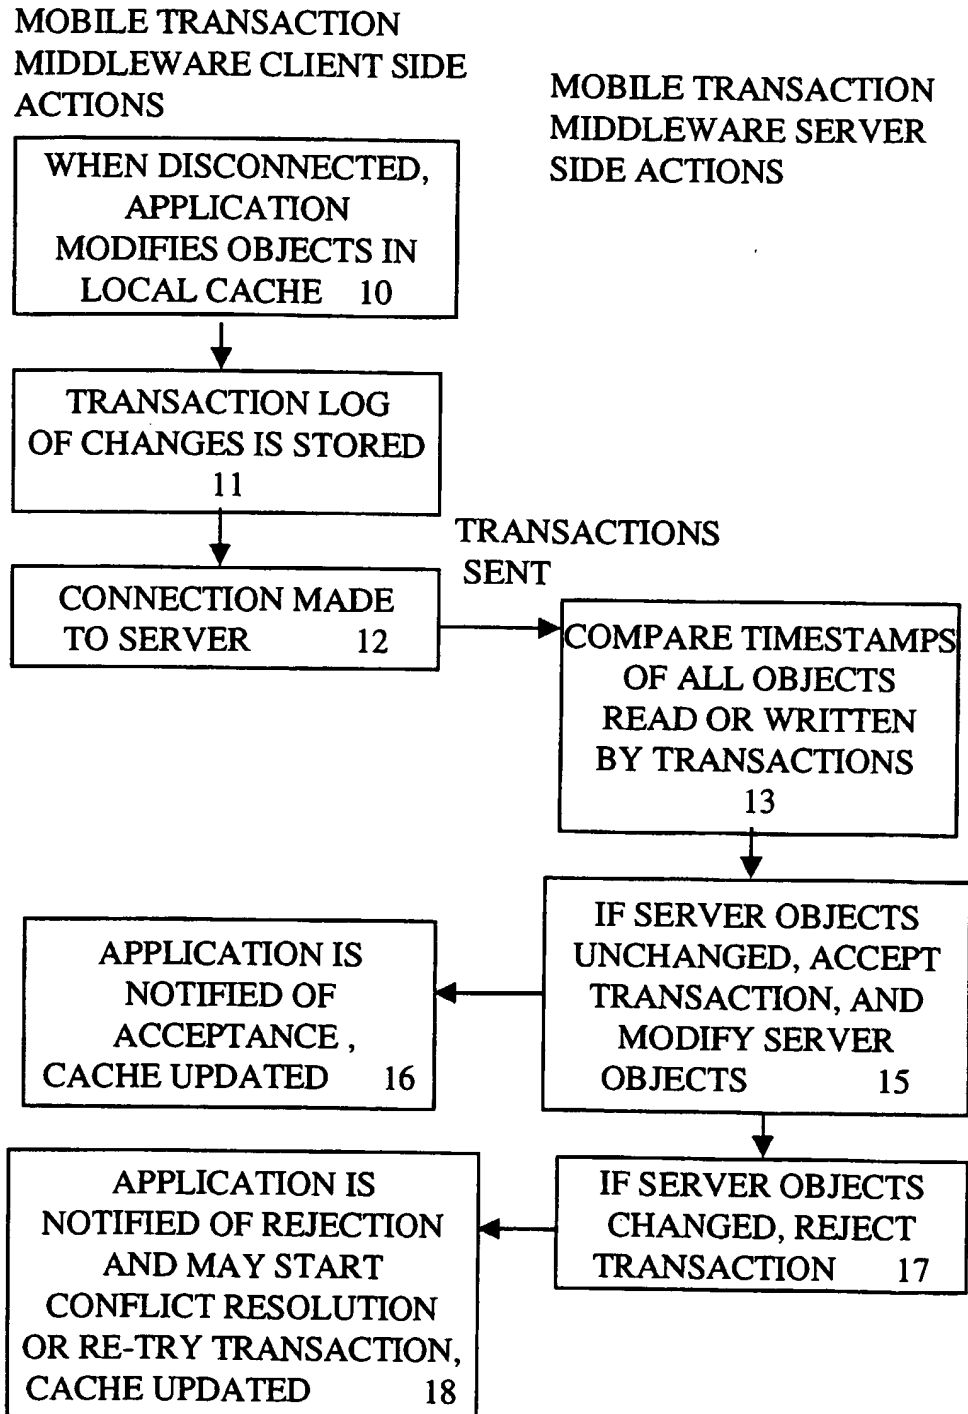 MOBILE TRANSACTION
MIDDLEWARE CLIENT SIDE
ACTIONS
MOBILE TRANSACTION
MIDDLEWARE SERVER
SIDE ACTIONS
WHEN DISCONNECTED,
APPLICATION
MODIFIES OBJECTS IN
LOCAL CACHE 10
TRANSACTION LOG
OF CHANGES IS STORED
11
TRANSACTIONS
SENT
CONNECTION MADE
TO SERVER 12
COMPARE TIMESTAMPS
OF ALL OBJECTS
READ OR WRITTEN
BY TRANSACTIONS
13
IF SERVER OBJECTS
UNCHANGED, ACCEPT
TRANSACTION, AND
MODIFY SERVER
OBJECTS 15
APPLICATION IS
NOTIFIED OF
ACCEPTANCE ,
CACHE UPDATED 16
IF SERVER OBJECTS
CHANGED, REJECT
TRANSACTION 17
APPLICATION IS
NOTIFIED OF REJECTION
AND MAY START
CONFLICT RESOLUTION
OR RE-TRY TRANSACTION,
CACHE UPDATED 18